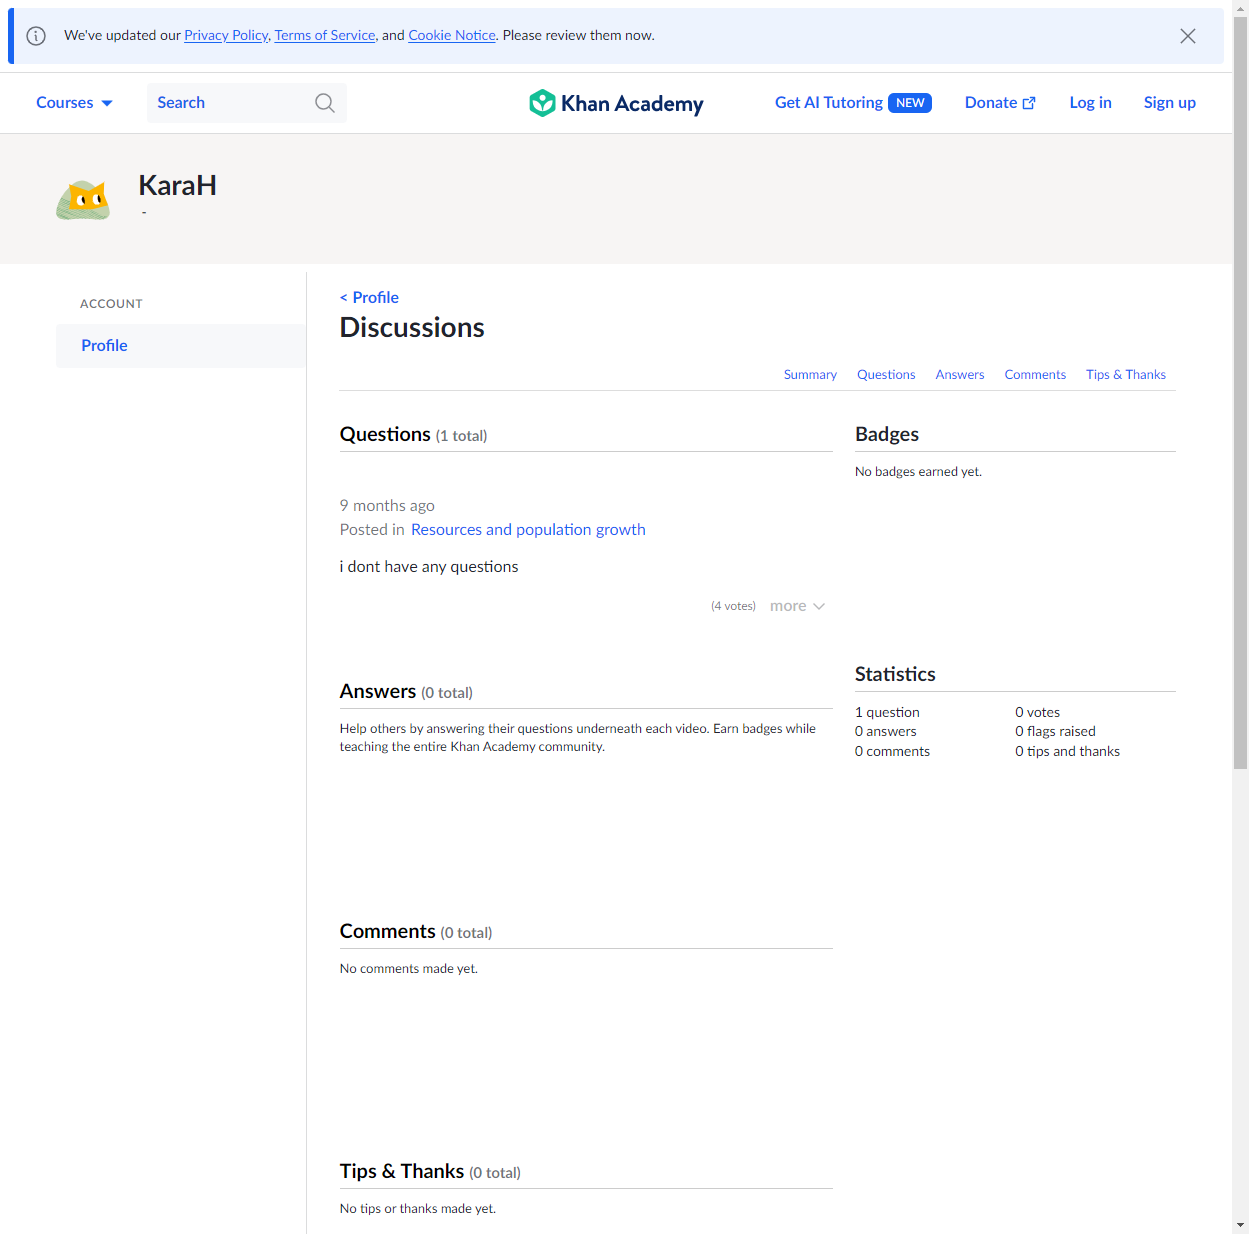 We've updated our Privacy Policy, Terms of Service, and Cookie Notice. Please review them now.
Courses
Search
Khan Academy
Get AI Tutoring NEW
Donate
Log in
Sign up
KaraH
-
ACCOUNT
Profile
< Profile
Discussions
Summary Questions Answers Comments Tips & Thanks
Questions (1 total)
9 months ago
Posted in Resources and population growth
i dont have any questions
(4 votes) more
Badges
No badges earned yet.
Answers (0 total)
Help others by answering their questions underneath each video. Earn badges while
teaching the entire Khan Academy community.
Statistics
1 question 0 votes
0 answers 0 flags raised
0 comments 0 tips and thanks
Comments (0 total)
No comments made yet.
Tips & Thanks (0 total)
No tips or thanks made yet.